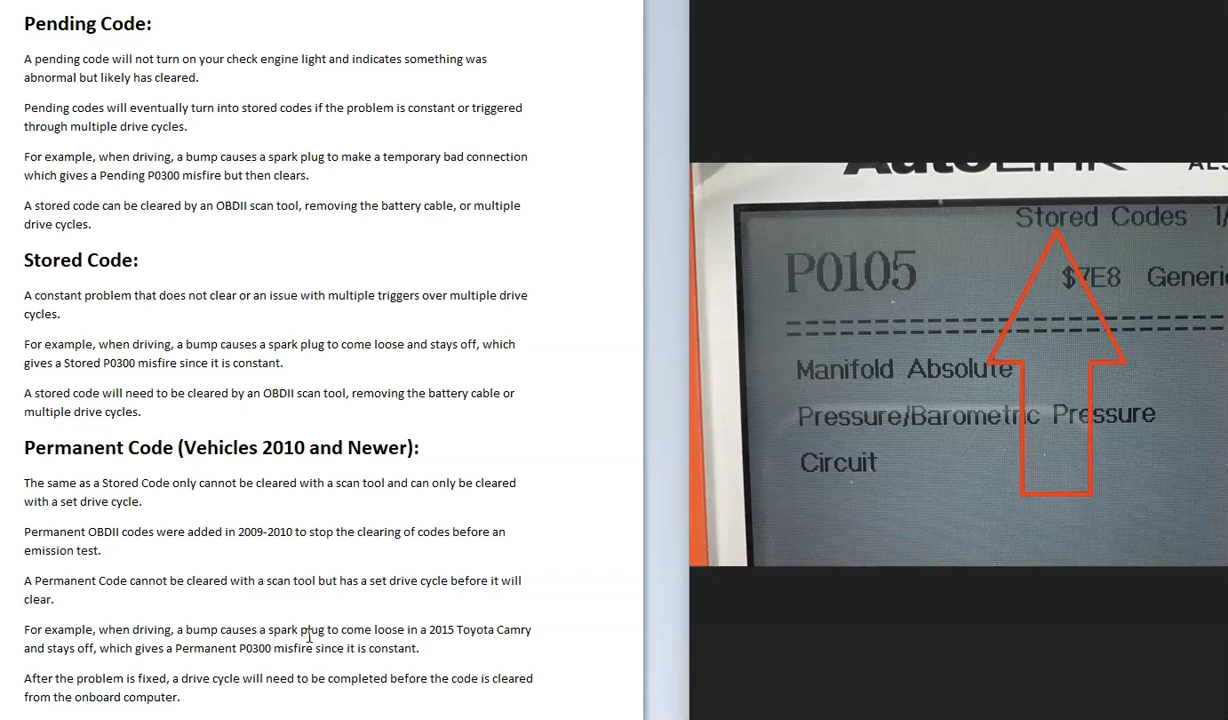 Pending Code:
A pending code will not turn on your check engine light and indicates something was
abnormal but likely has cleared.
Pending codes will eventually turn into stored codes if the problem is constant or triggered
through multiple drive cycles.
For example, when driving, a bump causes a spark plug to make a temporary bad connection
which gives a Pending P0300 misfire but then clears.
A stored code can be cleared by an OBDII scan tool, removing the battery cable, or multiple
drive cycles.
Stored Code:
A constant problem that does not clear or an issue with multiple triggers over multiple drive
cycles.
For example, when driving, a bump causes a spark plug to come loose and stays off, which
gives a Stored P0300 misfire since it is constant.
A stored code will need to be cleared by an OBDII scan tool, removing the battery cable or
multiple drive cycles.
Permanent Code (Vehicles 2010 and Newer):
The same as a Stored Code only cannot be cleared with a scan tool and can only be cleared
with a set drive cycle.
Permanent OBDII codes were added in 2009-2010 to stop the clearing of codes before an
emission test.
A Permanent Code cannot be cleared with a scan tool but has a set drive cycle before it will
clear.
For example, when driving, a bump causes a spark plug to come loose in a 2015 Toyota Camry
and stays off, which gives a Permanent P0300 misfire since it is constant.
After the problem is fixed, a drive cycle will need to be completed before the code is cleared
from the onboard computer.
AutoLink
Stored Codes 1/
P0105
$7E8 Generi
Manifold Absolute
Pressure/Barometric Pressure
Circuit